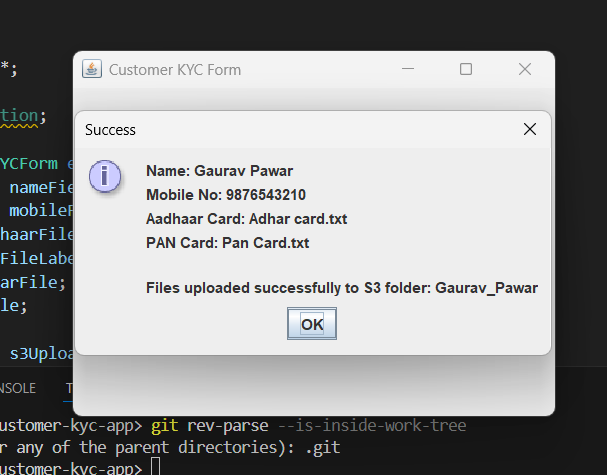 *;
Customer KYC Form
tion;
Success
YCForm e
Name: Gaurav Pawar
nameFie
Mobile No: 9876543210
mobileF
Aadhaar Card: Adhar card.txt
haarFile
PAN Card: Pan Card.txt
FileLabe
arFile;
Files uploaded successfully to S3 folder: Gaurav_Pawar
le;
OK
s3Uploa
NSOLE
T
ustomer-kyc-app> git rev-parse --is-inside-work-tree
r any of the parent directories): .git
ustomer-kyc-app>